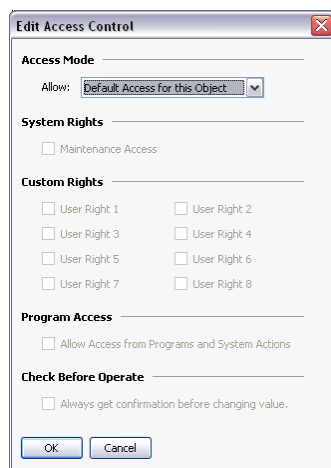 Edit Access Control
Access Mode
Allow: Default Access for this Object
System Rights
Maintenance Access
Custom Rights
User Right 1 User Right 2
User Right 3 User Right 4
User Right 5 User Right 6
User Right 7 User Right 8
Program Access
Allow Access from Programs and System Actions
Check Before Operate
Always get confirmation before changing value.
OK Cancel